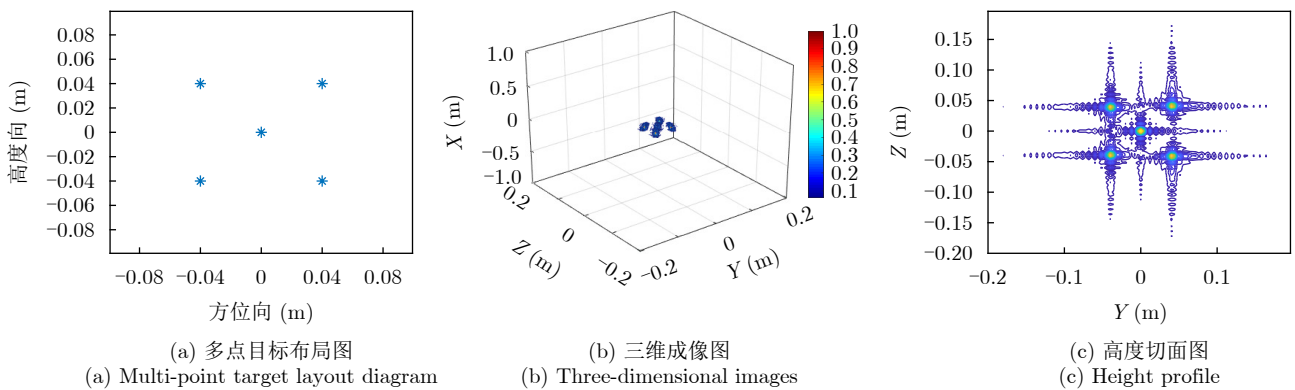 0.08
0.06
0.04
0.02
0
−0.02
−0.04
−0.06
−0.08
高度向 (m)
−0.08 −0.04 0 0.04 0.08
方位向 (m)
(a) 多点目标布局图
(a) Multi-point target layout diagram
1.0
0.5
0
−0.5
−1.0
X (m)
0.2
0
−0.2
Z (m)
−0.2
0
0.2
Y (m)
1.0
0.9
0.8
0.7
0.6
0.5
0.4
0.3
0.2
0.1
(b) 三维成像图
(b) Three-dimensional images
0.15
0.10
0.05
0
−0.05
−0.10
−0.15
−0.20
Z (m)
−0.2 −0.1 0 0.1
Y (m)
(c) 高度切面图
(c) Height profile